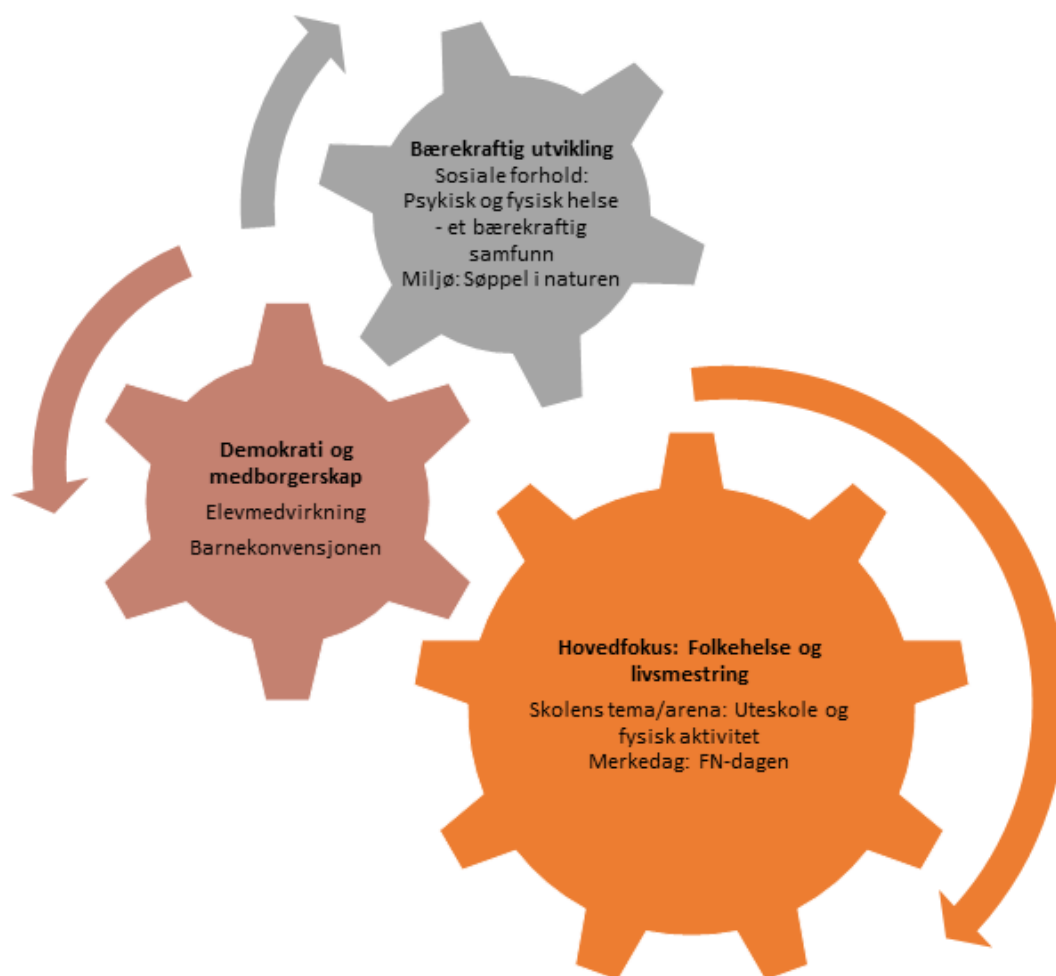 Bærekraftig utvikling
Sosiale forhold:
Psykisk og fysisk helse
- et bærekraftig
samfunn
Miljø: Søppel i naturen
Demokrati og
medborgerskap
Elevmedvirkning
Barnekonvensjonen
Hovedfokus: Folkehelse og
livsmestring
Skolens tema/arena: Uteskole og
fysisk aktivitet
Merkedag: FN-dagen